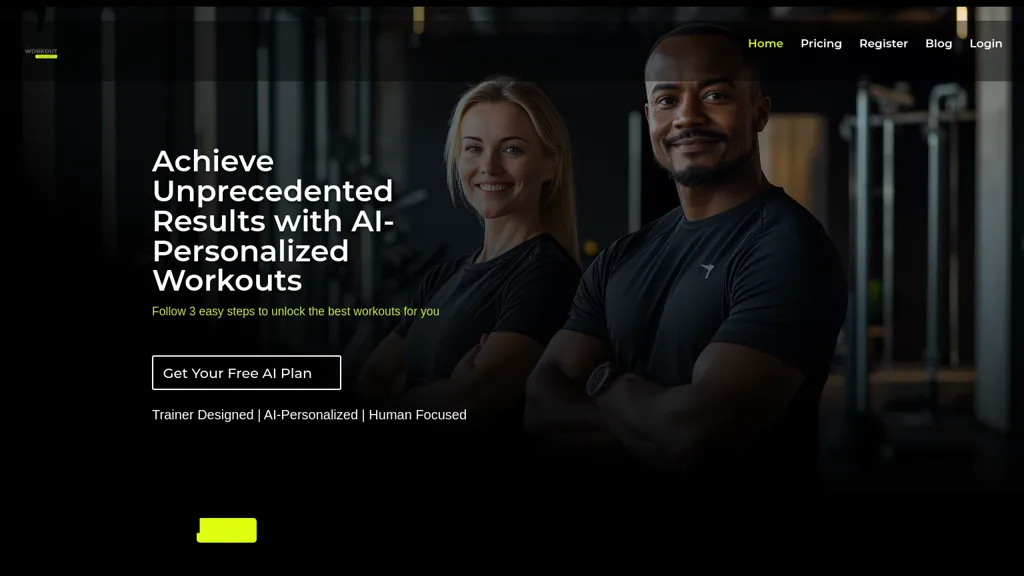 WORKOUT
Home Pricing Register Blog Login
Achieve
Unprecedented
Results with AI-
Personalized
Workouts
Follow 3 easy steps to unlock the best workouts for you
Get Your Free AI Plan
Trainer Designed | AI-Personalized | Human Focused